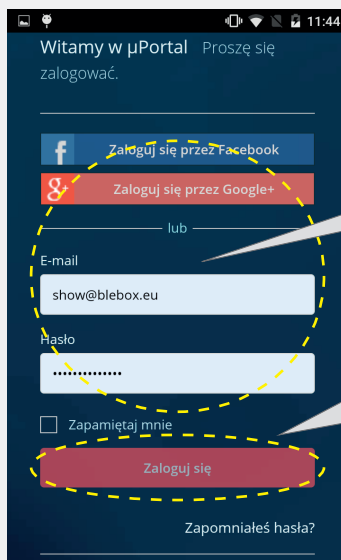 11:44
Witamy w µPortal Proszę się
zalogować.
f Zaloguj się przez Facebook
g+ Zaloguj się przez Google+
lub
E-mail
show@blebox.eu
Hasło
••••••••••••••
Zapamiętaj mnie
Zaloguj się
Zapomniałeś hasła?